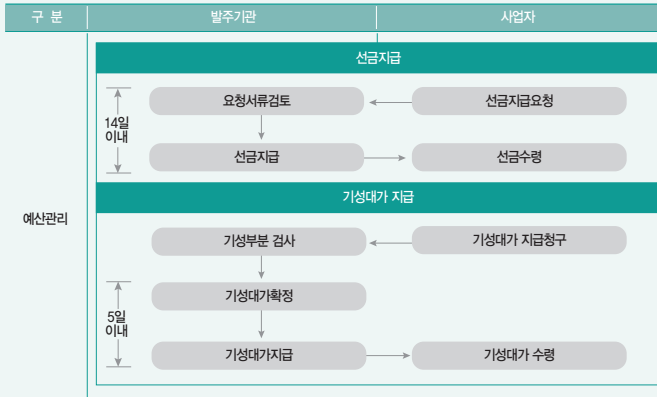 구 분 발주기관 사업자
선금지급
요청서류검토 선금지급요청
14일
이내
선금지급 선금수령
기성대가 지급
예산관리
기성부분 검사 기성대가 지급청구
기성대가확정
5일
이내
기성대가지급 기성대가 수령